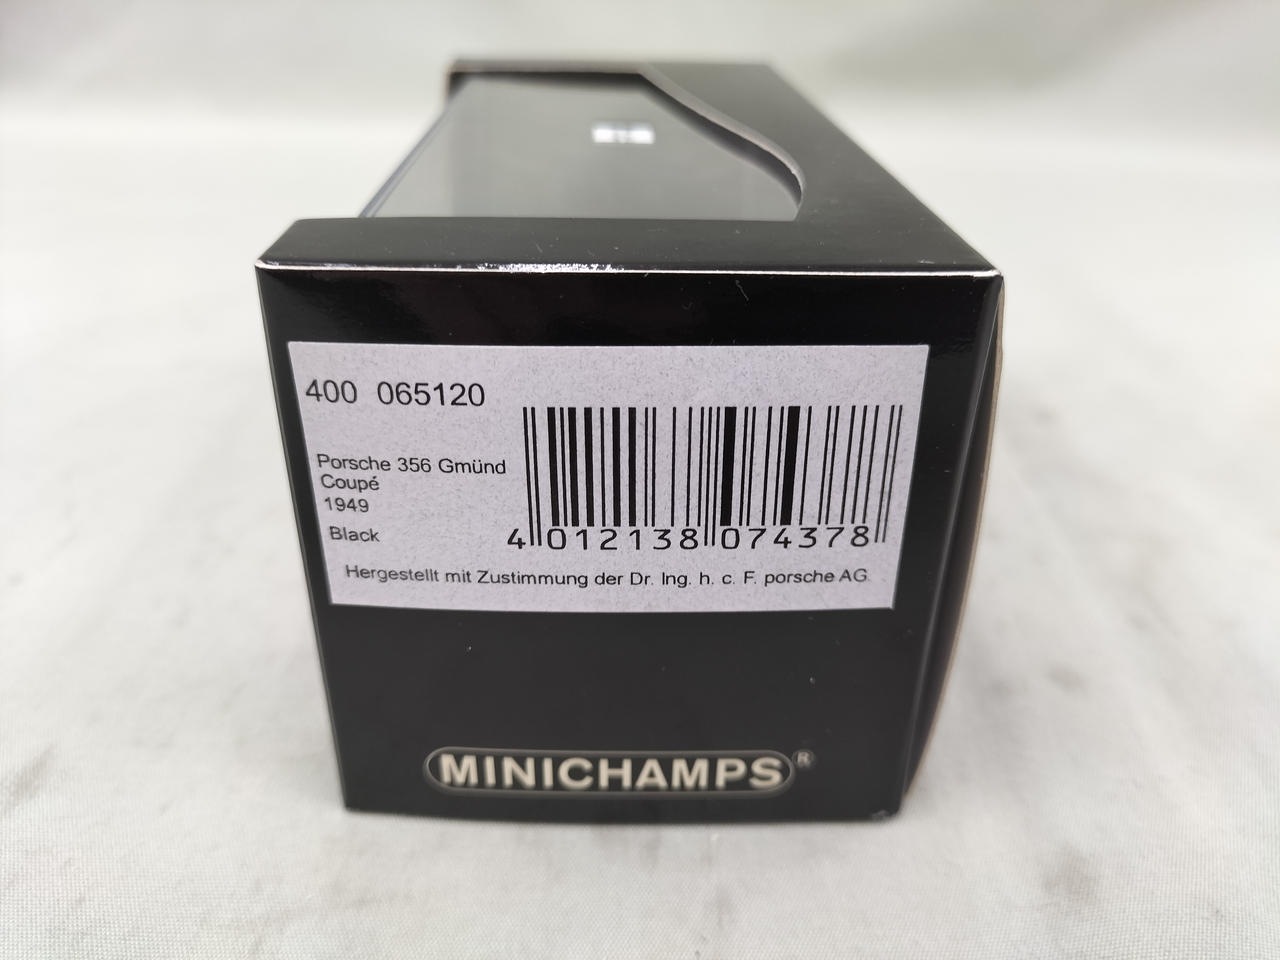 400 065120
Porsche 356 Gmünd
Coupé
1949
Black
4 012138 074378
Hergestellt mit Zustimmung der Dr. Ing. h. c. F. porsche AG.
MINICHAMPS®